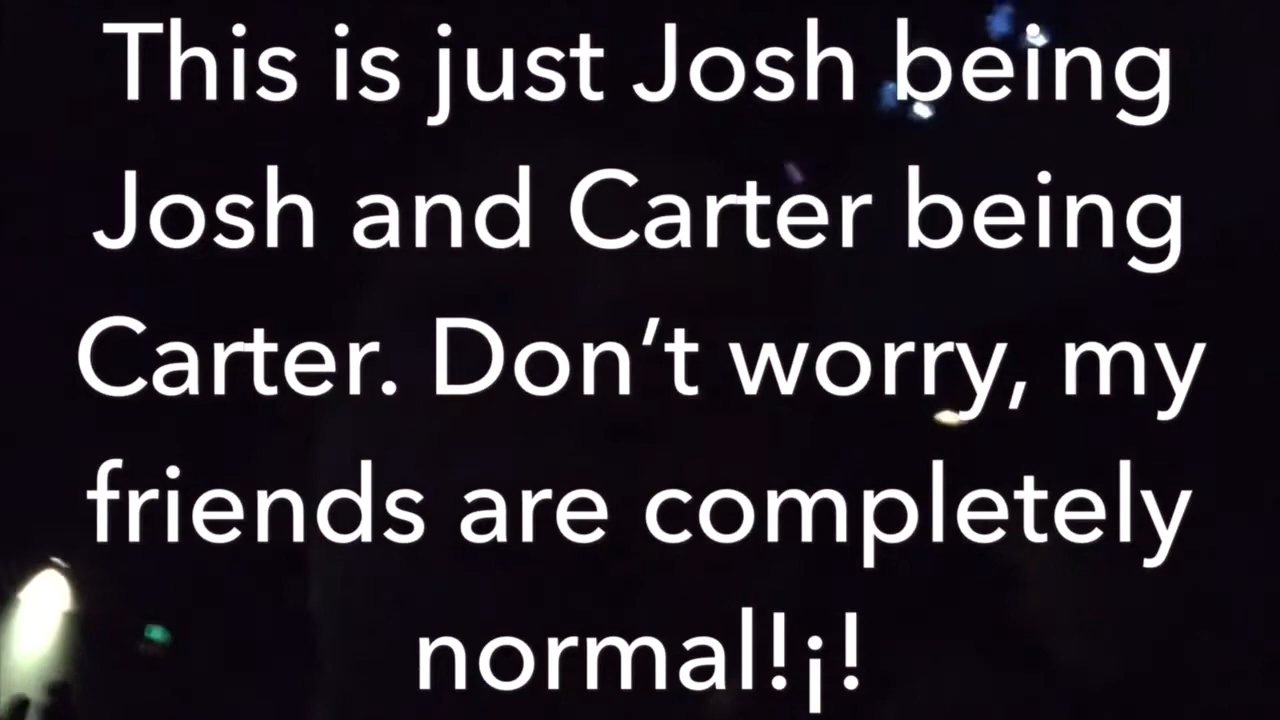 This is just Josh being
Josh and Carter being
Carter. Don’t worry, my
friends are completely
normal!¡!